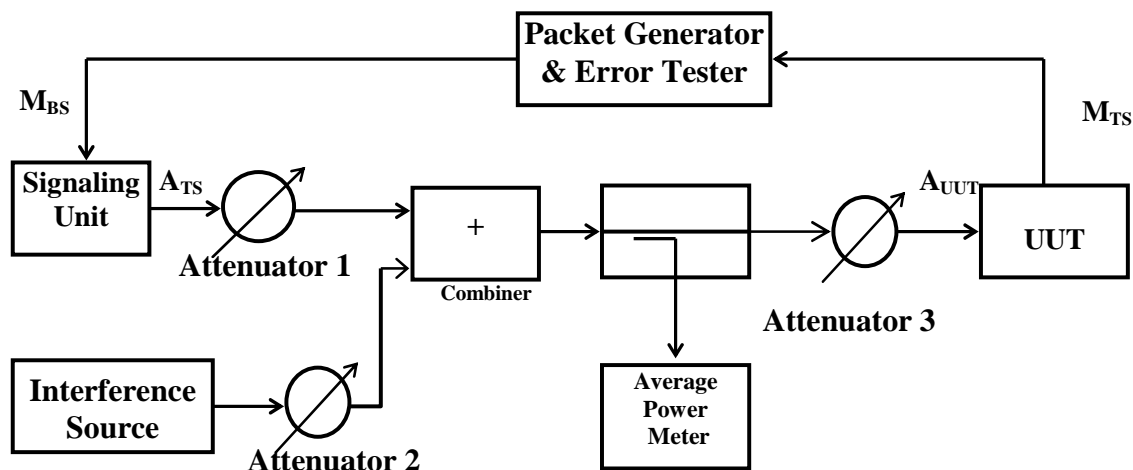 Packet Generator
& Error Tester
M_BS
M_TS
Signaling
Unit
A_TS
Attenuator 1
+
Combiner
A_UUT
UUT
Attenuator 3
Interference
Source
Attenuator 2
Average
Power
Meter